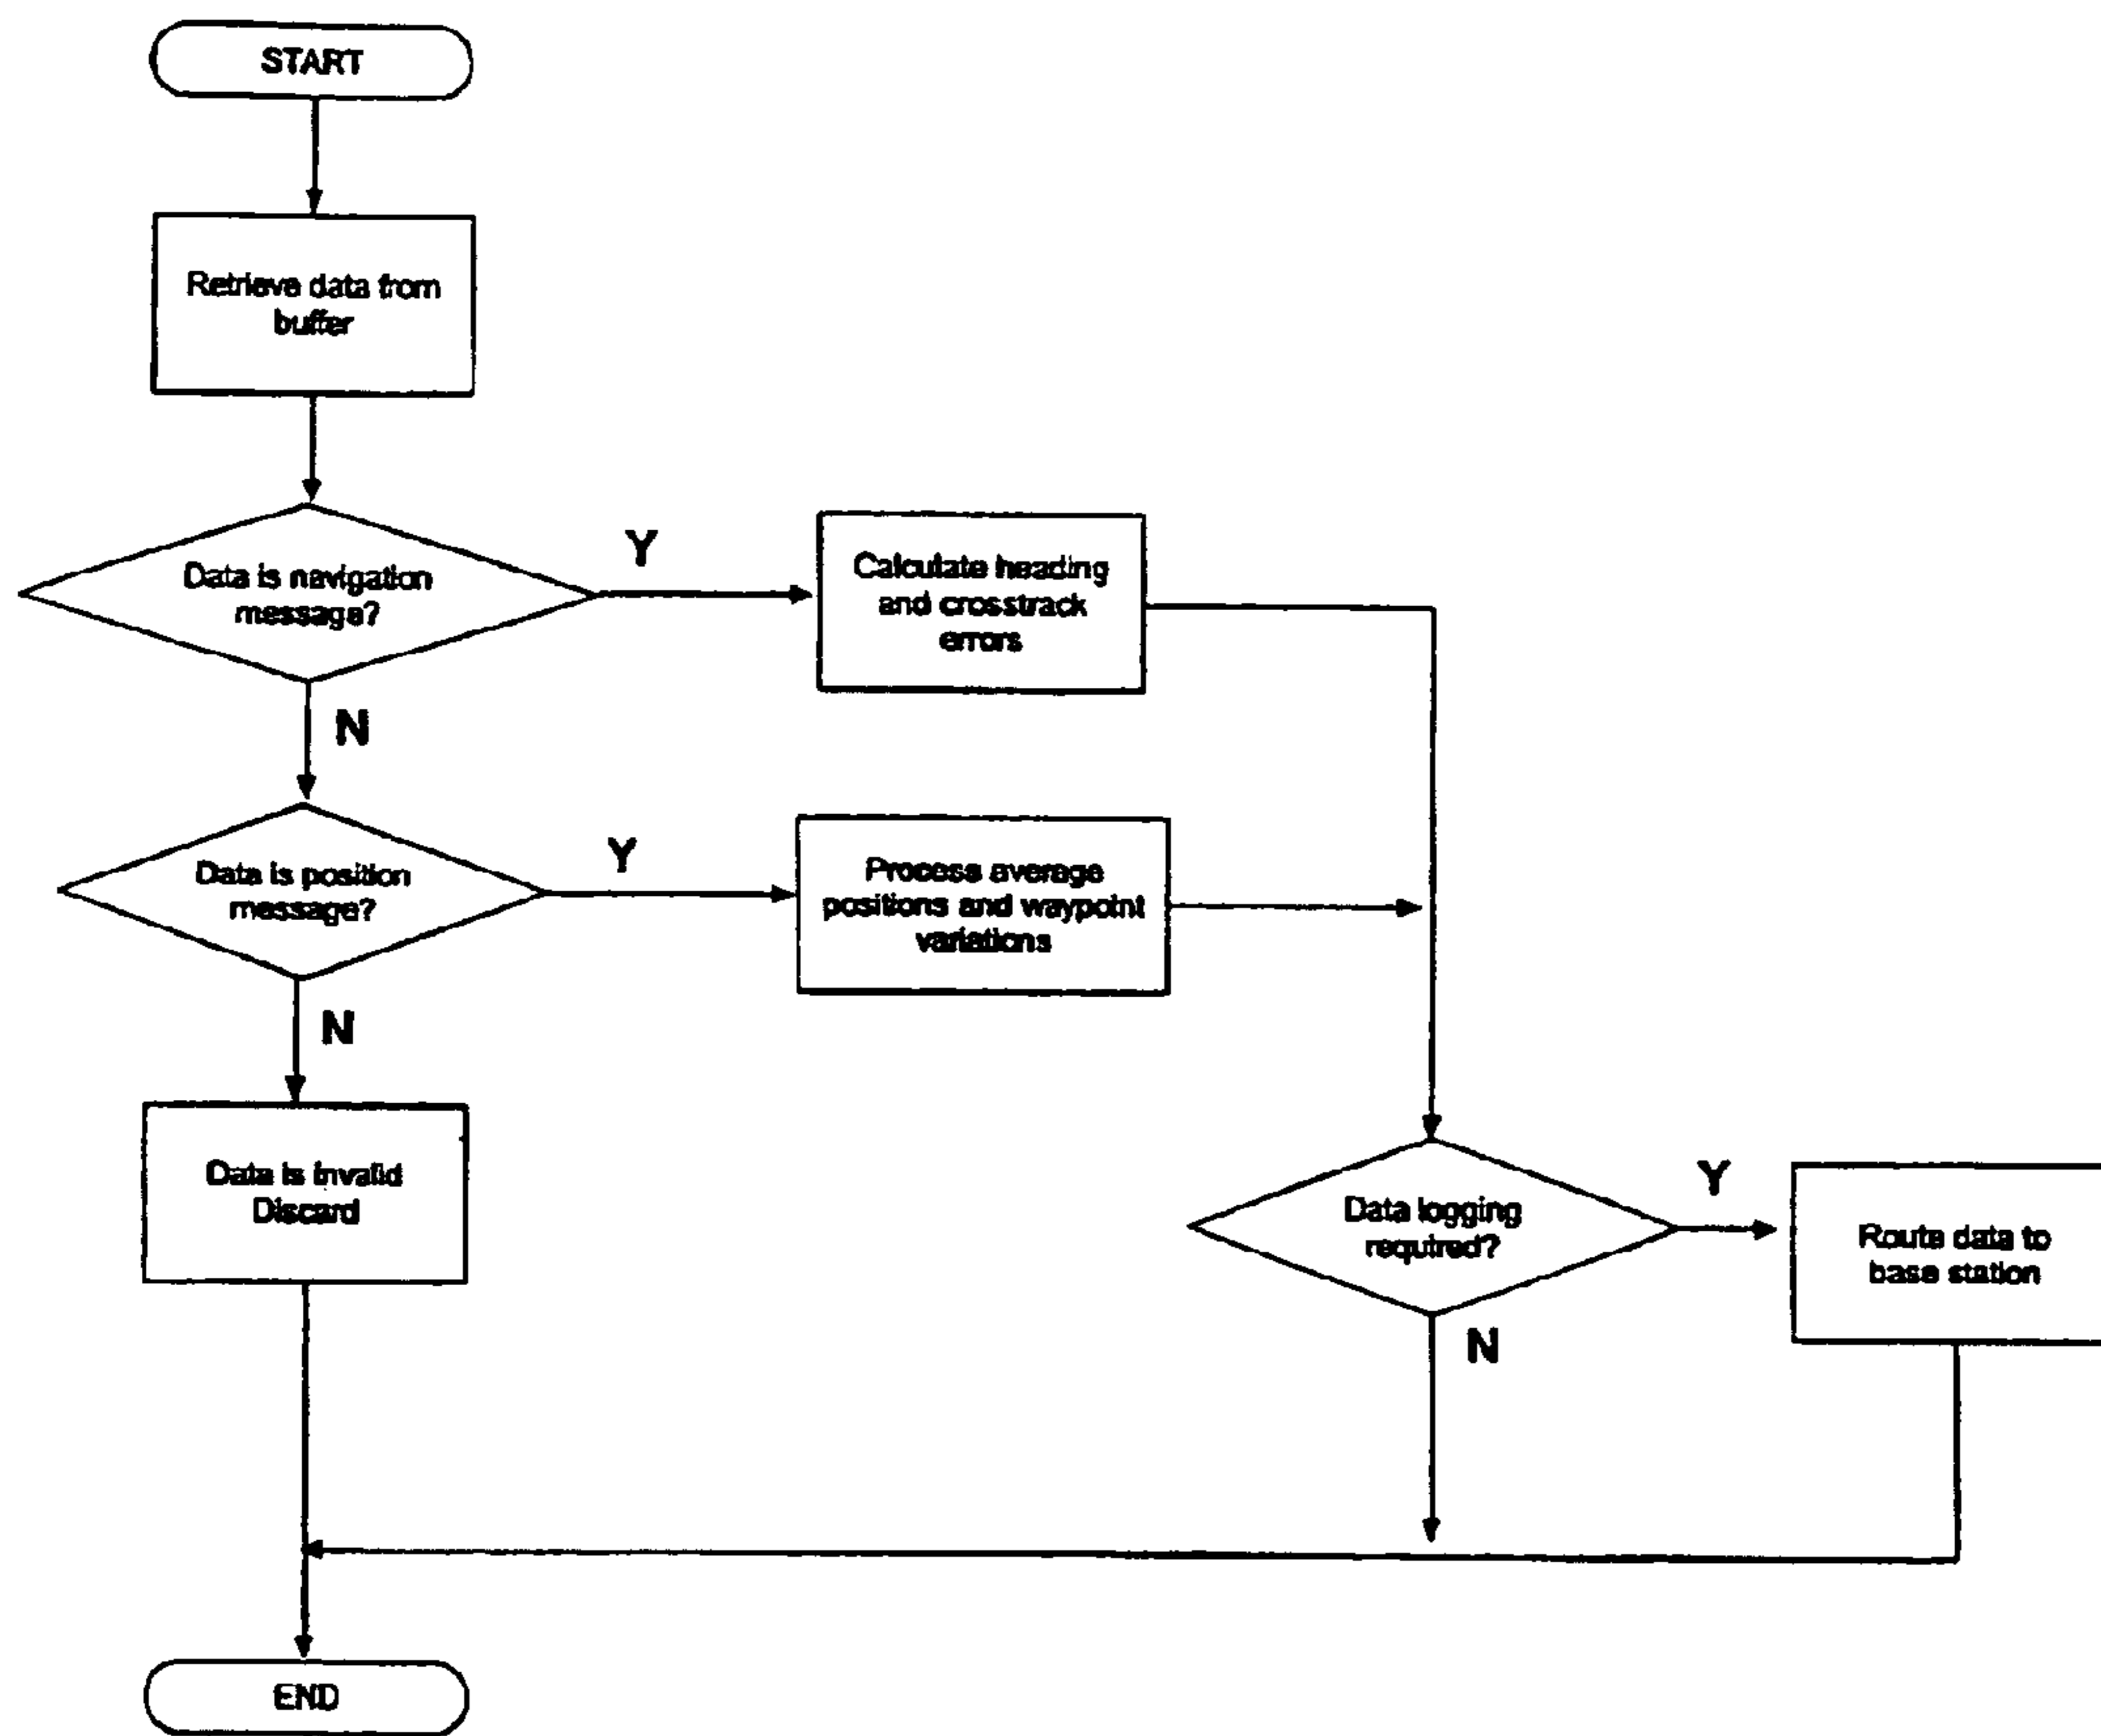 START
Retrieve data from
buffer
Data is navigation
message?
Y
Calculate heading
and crosstrack
errors
N
Data is position
message?
Y
Process average
positions and waypoint
variations
N
Data is invalid
Discard
Data logging
required?
Y
Route data to
base station
N
END